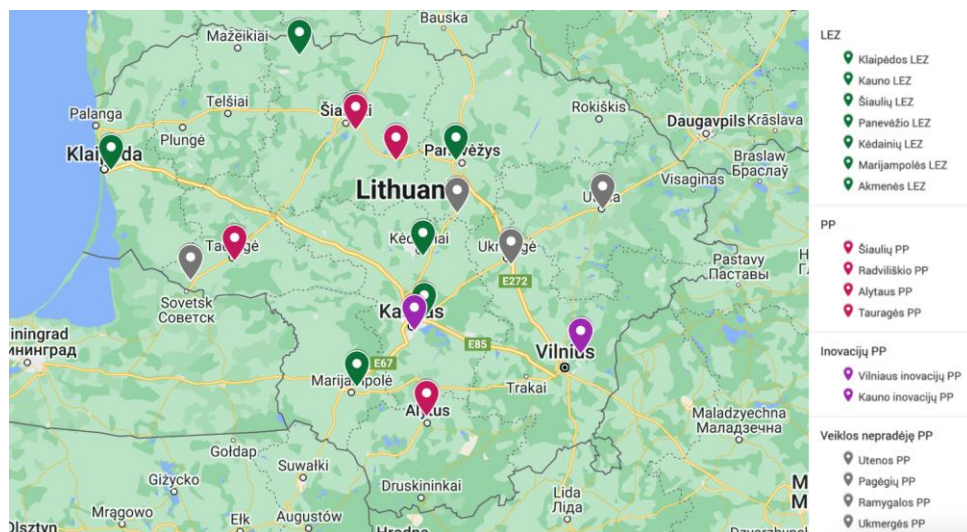 Bauska
Mažeikiai
Telšiai
Rokiškis
Palanga
Daugavpils
Krāslava
Plungė
Klaipėda
Braslaw
Браслаў
Visaginas
Lithuan
Pastavy
Паставы
E272
Sovetsk
Советск
ininingrad
ининград
E85
Vilnius
E67
Marijampolė
Trakai
Alytus
Maladzyechna
Маладзечна
Gołdap
Suwałki
Giżycko
Druskininkai
Lida
Ліда
Mrągowo
Ełk
Augustów
Olsztyn
LEZ
Klaipėdos LEZ
Kauno LEZ
Šiaulių LEZ
Panevėžio LEZ
Kėdainių LEZ
Marijampolės LEZ
Akmenės LEZ
PP
Šiaulių PP
Radviliškio PP
Alytaus PP
Tauragės PP
Inovacijų PP
Vilniaus inovacijų PP
Kauno inovacijų PP
Veiklos nepradėję PP
Utenos PP
Pagėgių PP
Ramygalos PP
Ukmergės PP